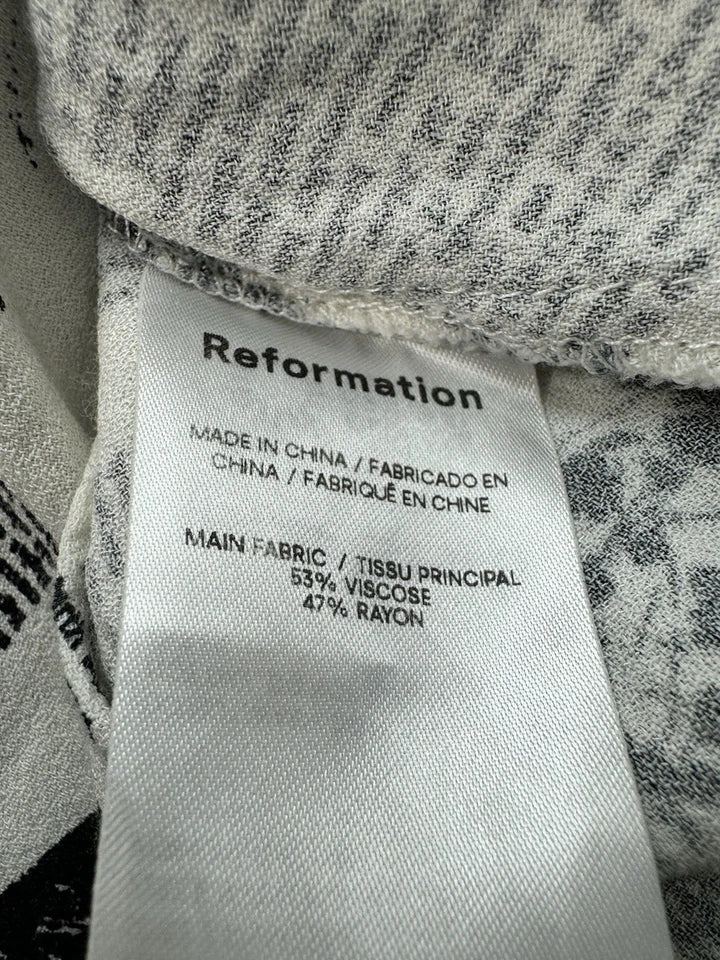 Reformation
MADE IN CHINA / FABRICADO EN
CHINA / FABRIQUÉ EN CHINE
MAIN FABRIC / TISSU PRINCIPAL
53% VISCOSE
47% RAYON